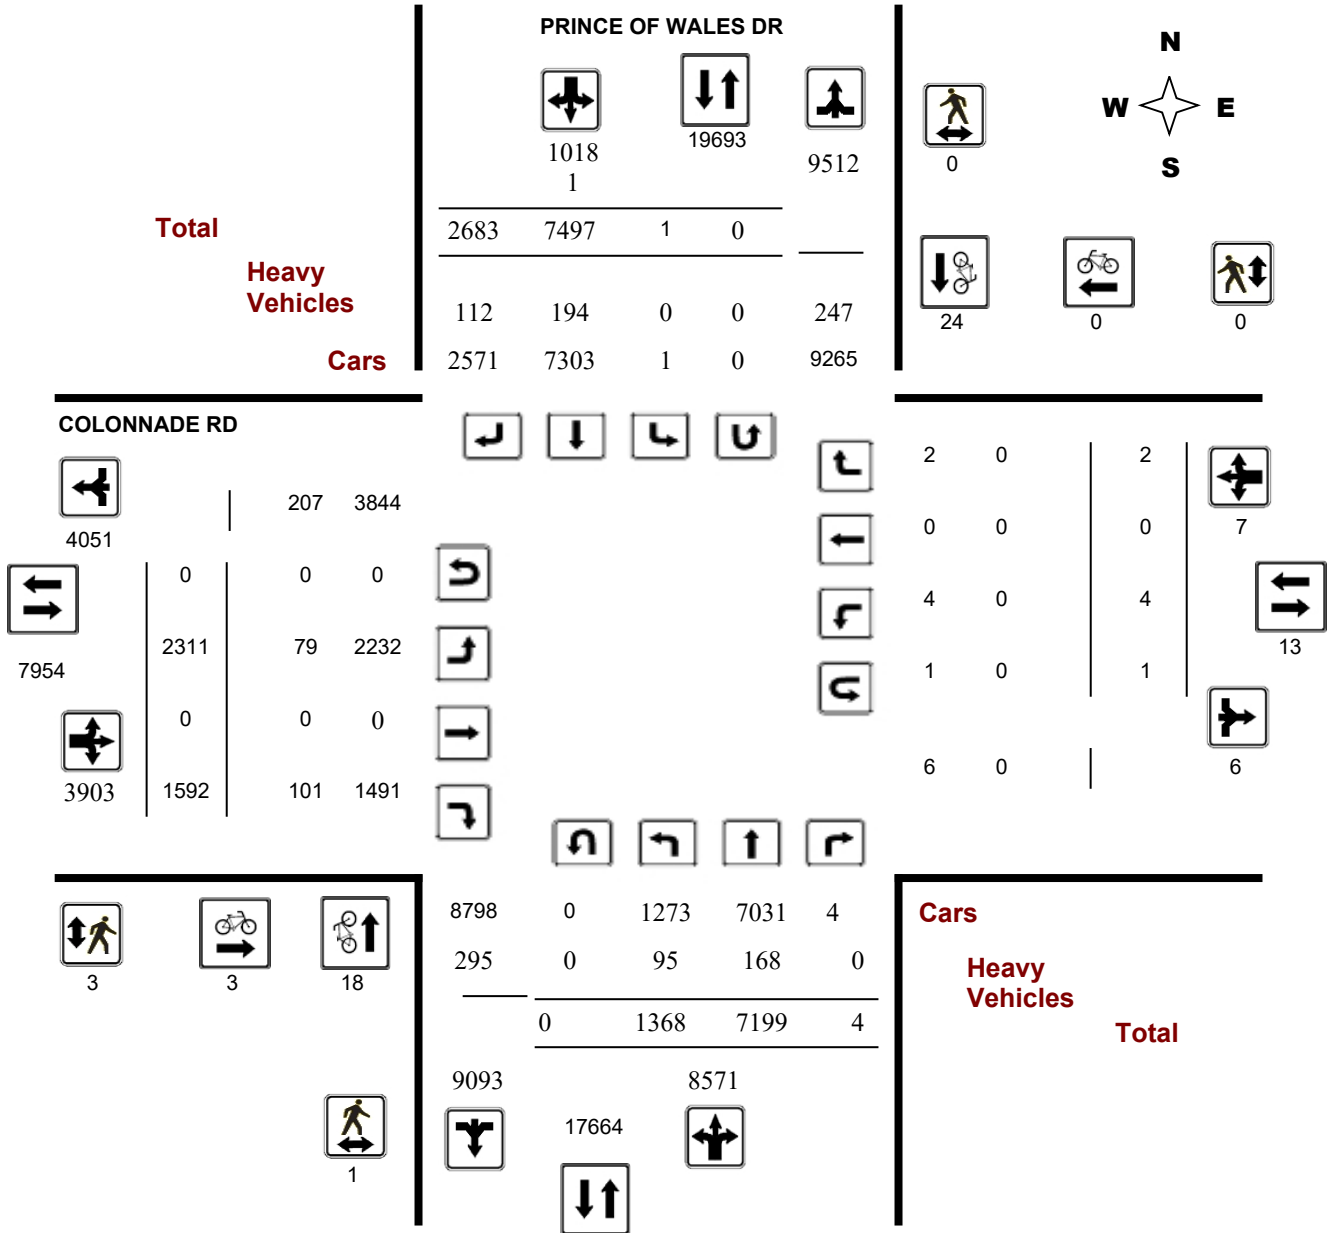 PRINCE OF WALES DR
N
W E
S
1018
1
19693
9512
0
Total
2683 7497 1 0
Heavy
Vehicles
112 194 0 0 247
24 0 0
Cars
2571 7303 1 0 9265
COLONNADE RD
2 0 2
207 3844
4051
0 0 0 7
0 0 0
4 0 4
2311 79 2232
13
7954
1 0 1
0 0 0
6 0 6
3903 1592 101 1491
8798 0 1273 7031 4
Cars
295 0 95 168 0
Heavy
Vehicles
3 3 18
0 1368 7199 4
Total
9093 8571
17664
1